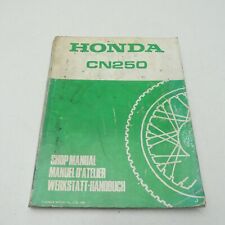 HONDA
CN250
SHOP MANUAL
MANUEL D'ATELIER
WERKSTATT-HANDBUCH